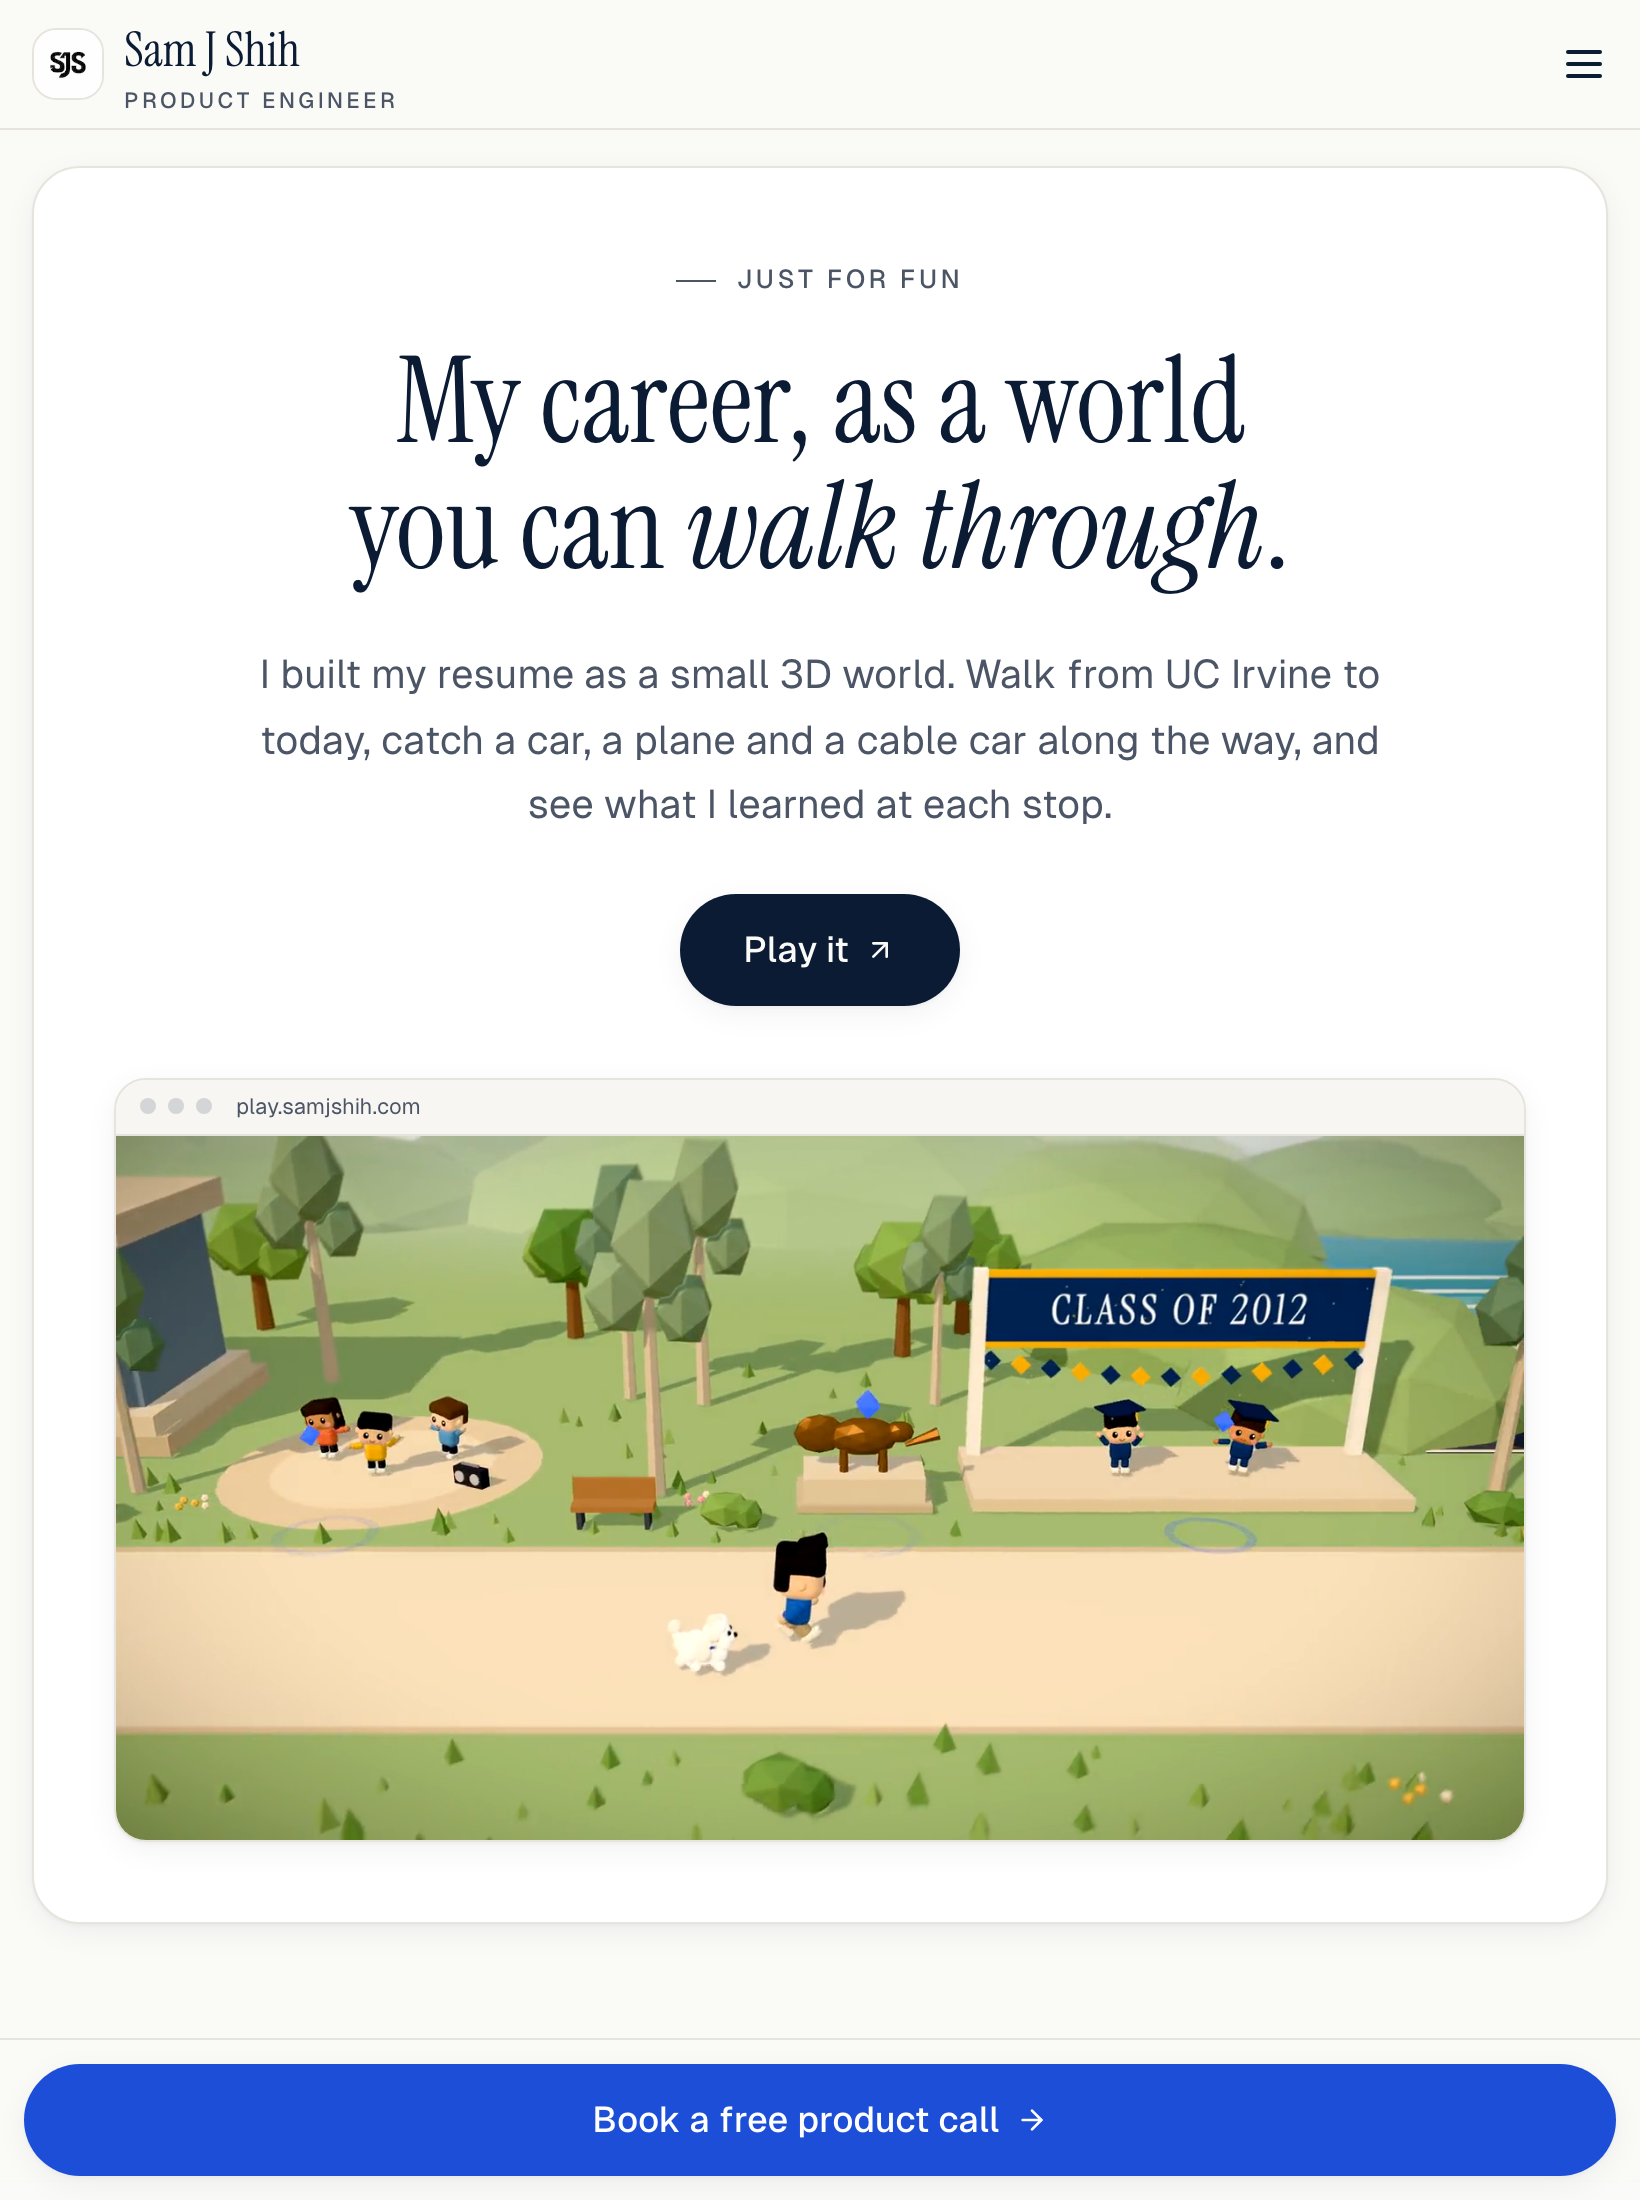 SJS
Sam J Shih
PRODUCT ENGINEER
JUST FOR FUN
My career, as a world
you can walk through.
I built my resume as a small 3D world. Walk from UC Irvine to
today, catch a car, a plane and a cable car along the way, and
see what I learned at each stop.
Play it
play.samjshih.com
CLASS OF 2012
Book a free product call